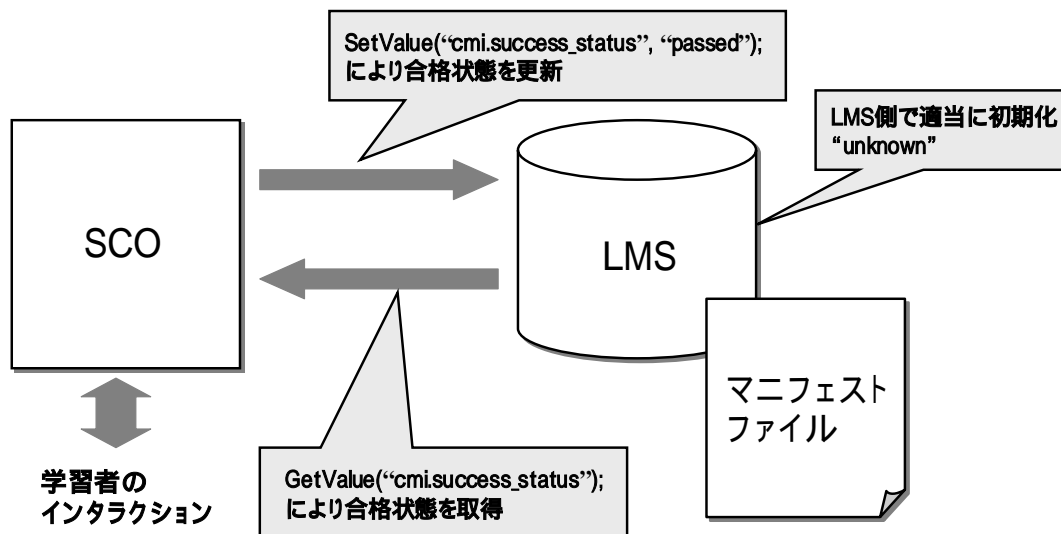 SetValue(“cmi.success_status”, “passed”);
により合格状態を更新
LMS側で適当に初期化
“unknown”
SCO
LMS
マニフェスト
ファイル
学習者の
インタラクション
GetValue(“cmi.success_status”);
により合格状態を取得